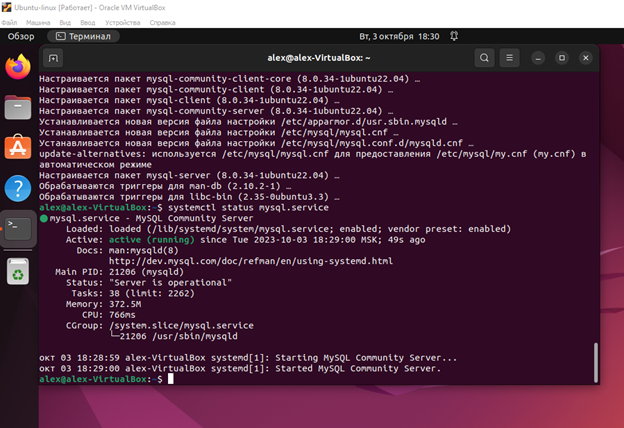 Ubuntu-linux [Работает] - Oracle VM VirtualBox
Файл Машина Вид Ввод Устройства Справка
Обзор Терминал Вт, 3 октября 18:30
alex@alex-VirtualBox: ~
Настраивается пакет mysql-community-client-core (8.0.34-1ubuntu22.04) …
Настраивается пакет mysql-community-client (8.0.34-1ubuntu22.04) …
Настраивается пакет mysql-client (8.0.34-1ubuntu22.04) …
Настраивается пакет mysql-community-server (8.0.34-1ubuntu22.04) …
Устанавливается новая версия файла настройки /etc/apparmor.d/usr.sbin.mysqld …
Устанавливается новая версия файла настройки /etc/mysql/mysql.cnf …
Устанавливается новая версия файла настройки /etc/mysql/mysql.conf.d/mysqld.cnf …
update-alternatives: используется /etc/mysql/mysql.cnf для предоставления /etc/mysql/my.cnf (my.cnf) в
автоматическом режиме
Настраивается пакет mysql-server (8.0.34-1ubuntu22.04) …
Обрабатываются триггеры для man-db (2.10.2-1) …
Обрабатываются триггеры для libc-bin (2.35-0ubuntu3.3) …
alex@alex-VirtualBox:~$ systemctl status mysql.service
● mysql.service - MySQL Community Server
Loaded: loaded (/lib/systemd/system/mysql.service; enabled; vendor preset: enabled)
Active: active (running) since Tue 2023-10-03 18:29:00 MSK; 49s ago
Docs: man:mysqld(8)
http://dev.mysql.com/doc/refman/en/using-systemd.html
Main PID: 21206 (mysqld)
Status: "Server is operational"
Tasks: 38 (limit: 2262)
Memory: 372.5M
CPU: 766ms
CGroup: /system.slice/mysql.service
└─21206 /usr/sbin/mysqld
окт 03 18:28:59 alex-VirtualBox systemd[1]: Starting MySQL Community Server...
окт 03 18:29:00 alex-VirtualBox systemd[1]: Started MySQL Community Server.
alex@alex-VirtualBox:~$